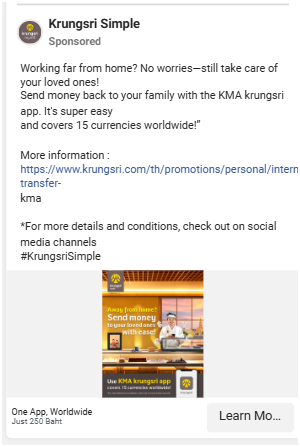 Krungsri Simple
Sponsored
Working far from home? No worries—still take care of
your loved ones!
Send money back to your family with the KMA krungsri
app. It's super easy
and covers 15 currencies worldwide!”
More information :
https://www.krungsri.com/th/promotions/personal/intern
transfer-
kma
*For more details and conditions, check out on social
media channels
#KrungsriSimple
krungsri
Away from home?
Send money
to your loved ones
with ease!
Use KMA krungsri app
covers 15 currencies worldwide!
One App, Worldwide
Just 250 Baht
Learn Mo...